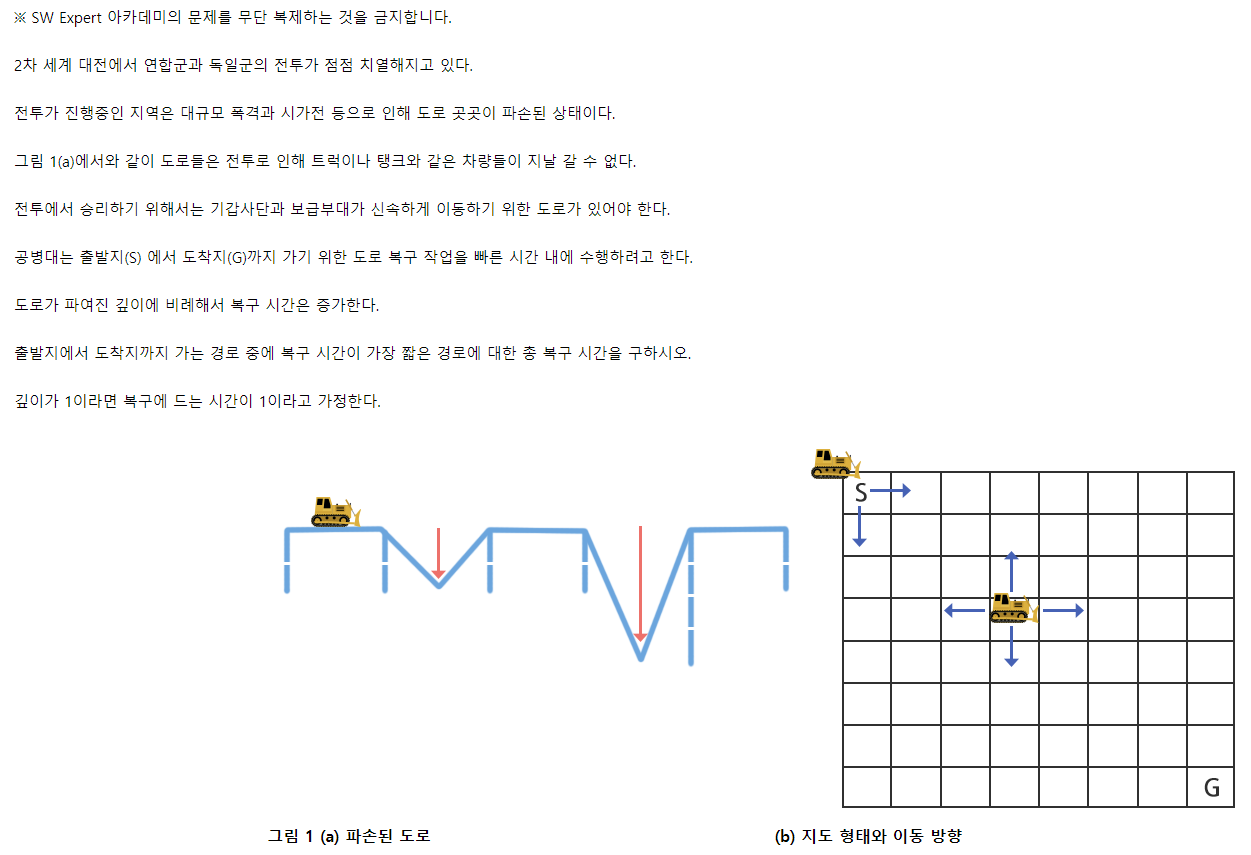 ※ SW Expert 아카데미의 문제를 무단 복제하는 것을 금지합니다.
2차 세계 대전에서 연합군과 독일군의 전투가 점점 치열해지고 있다.
전투가 진행중인 지역은 대규모 폭격과 시가전 등으로 인해 도로 곳곳이 파손된 상태이다.
그림 1(a)에서와 같이 도로들은 전투로 인해 트럭이나 탱크와 같은 차량들이 지날 갈 수 없다.
전투에서 승리하기 위해서는 기갑사단과 보급부대가 신속하게 이동하기 위한 도로가 있어야 한다.
공병대는 출발지(S) 에서 도착지(G)까지 가기 위한 도로 복구 작업을 빠른 시간 내에 수행하려고 한다.
도로가 파여진 깊이에 비례해서 복구 시간은 증가한다.
출발지에서 도착지까지 가는 경로 중에 복구 시간이 가장 짧은 경로에 대한 총 복구 시간을 구하시오.
깊이가 1이라면 복구에 드는 시간이 1이라고 가정한다.
S
G
그림 1 (a) 파손된 도로
(b) 지도 형태와 이동 방향